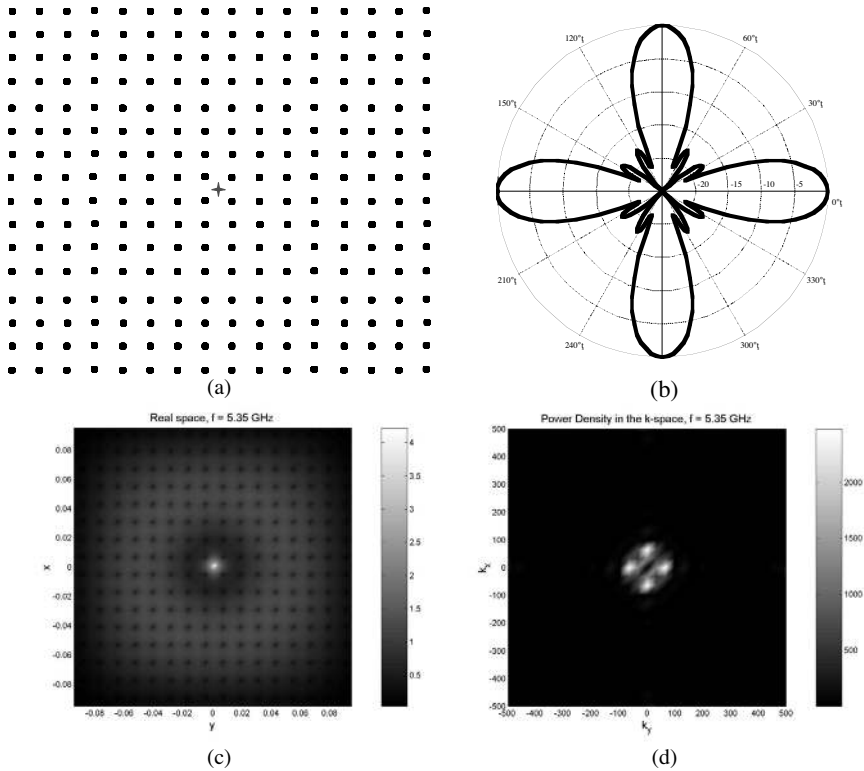 (a)
120°t
60°t
150°t
30°t
-20 -15 -10 -5
0°t
210°t
330°t
240°t
300°t
(b)
Real space, f = 5.35 GHz
0.08
0.06
0.04
0.02
0
-0.02
-0.04
-0.06
-0.08
x
-0.08 -0.06 -0.04 -0.02 0 0.02 0.04 0.06 0.08
y
4
3.5
3
2.5
2
1.5
1
0.5
(c)
Power Density in the k-space, f = 5.35 GHz
500
400
300
200
100
0
-100
-200
-300
-400
-500
kx
-500 -400 -300 -200 -100 0 100 200 300 400 500
ky
2000
1500
1000
500
(d)